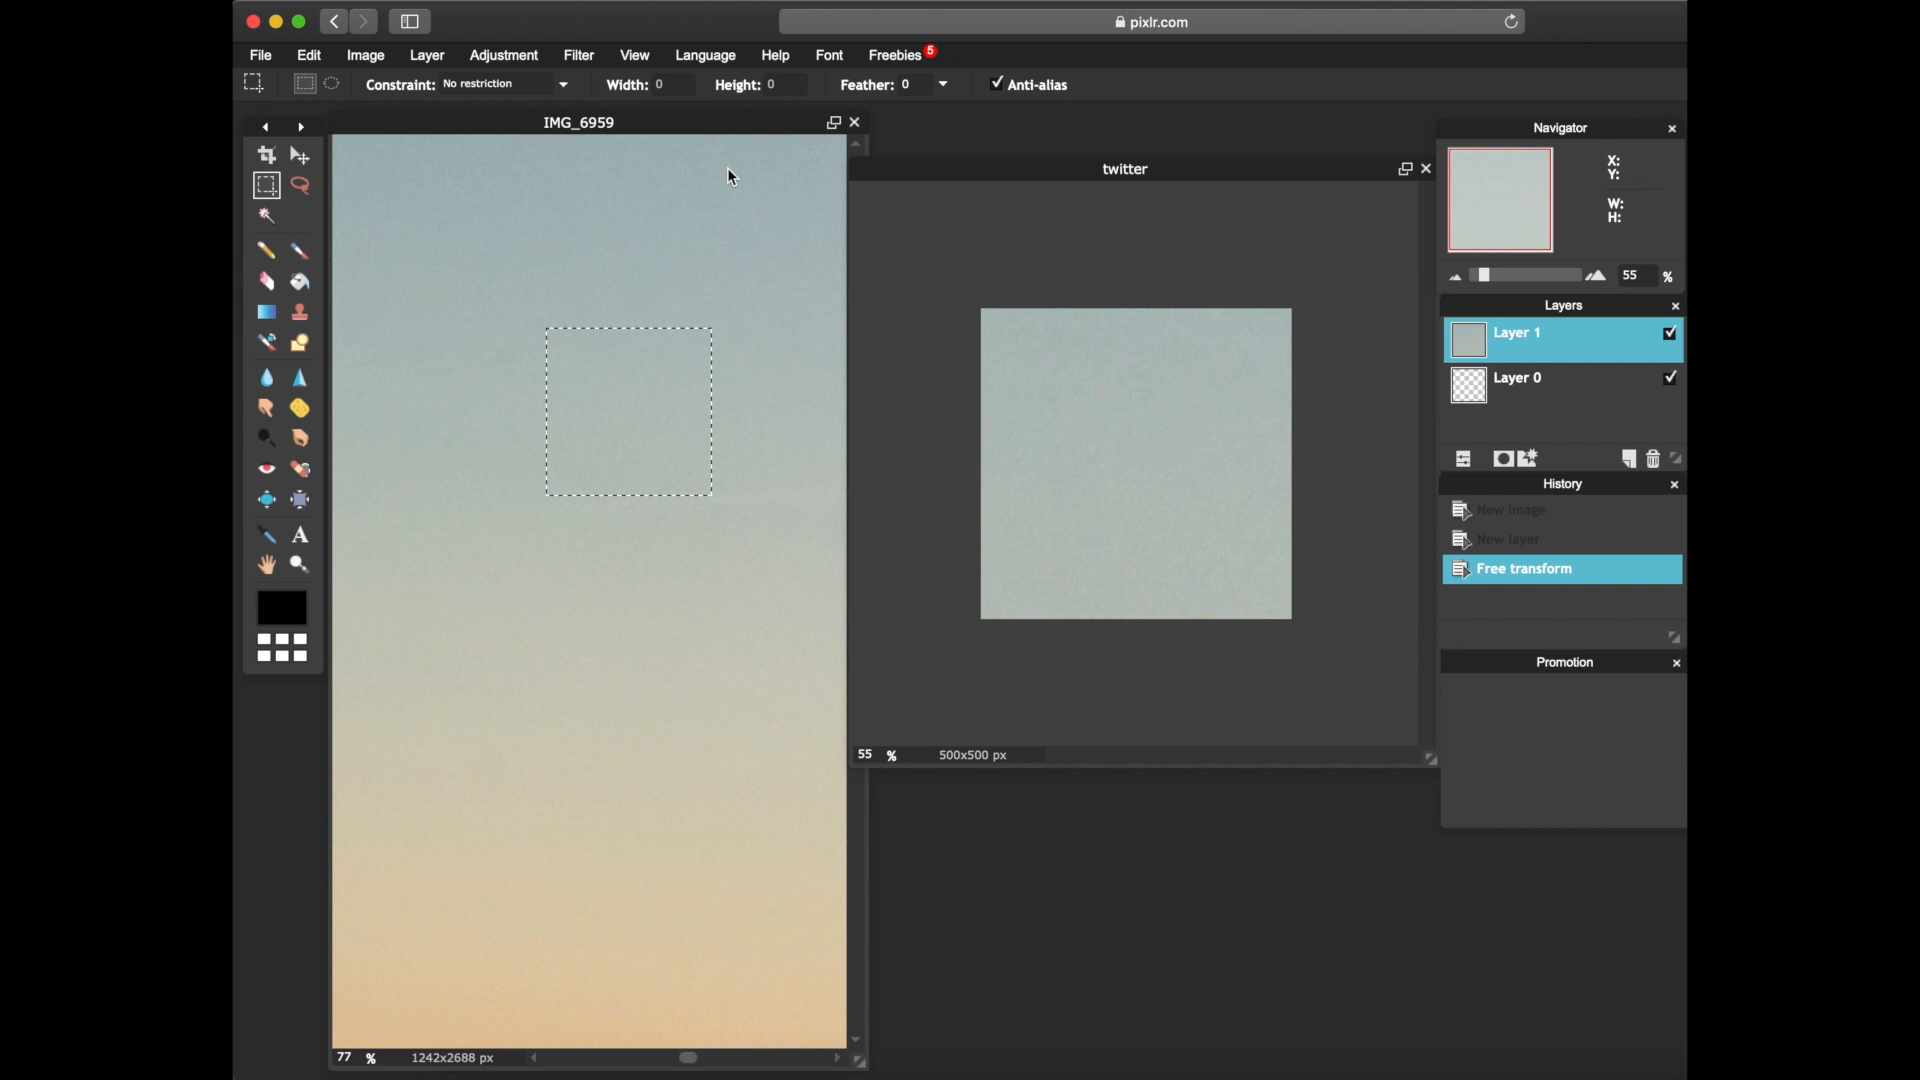 pixlr.com
File Edit Image Layer Adjustment Filter View Language Help Font Freebies 5
Constraint: No restriction Width: 0 Height: 0 Feather: 0 Anti-alias
IMG_6959
twitter
Navigator
X:
Y:
W:
H:
55 %
Layers
Layer 1
Layer 0
History
New image
New layer
Free transform
Promotion
A
55 % 500x500 px
77 % 1242x2688 px